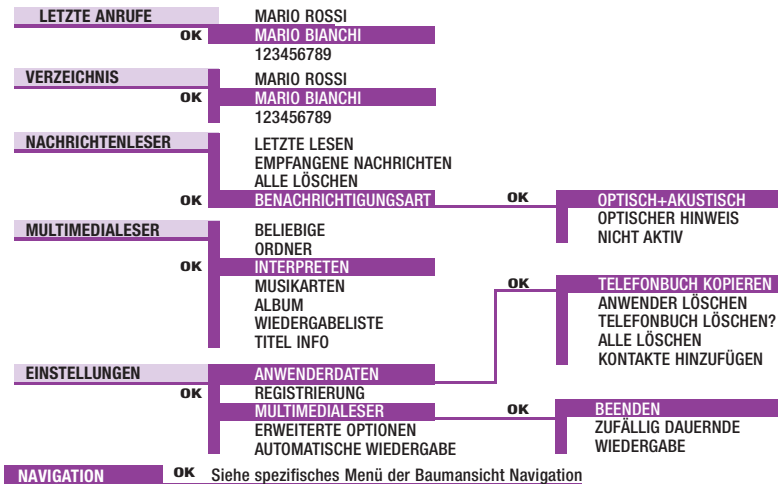 LETZTE ANRUFE MARIO ROSSI
OK MARIO BIANCHI
123456789
VERZEICHNIS MARIO ROSSI
OK MARIO BIANCHI
123456789
NACHRICHTENLESER LETZTE LESEN
EMPFANGENE NACHRICHTEN
ALLE LÖSCHEN
OK BENACHRICHTIGUNGSART OK OPTISCH+AKUSTISCH
OPTISCHER HINWEIS
NICHT AKTIV
MULTIMEDIALESER BELIEBIGE
ORDNER
OK INTERPRETEN
MUSIKARTEN
ALBUM
WIEDERGABELISTE
TITEL INFO
OK TELEFONBUCH KOPIEREN
ANWENDER LÖSCHEN
TELEFONBUCH LÖSCHEN?
ALLE LÖSCHEN
KONTAKTE HINZUFÜGEN
EINSTELLUNGEN ANWENDERDATEN
OK REGISTRIERUNG
MULTIMEDIALESER OK BEENDEN
ERWEITERTE OPTIONEN ZUFÄLLIG DAUERNDE
AUTOMATISCHE WIEDERGABE WIEDERGABE
NAVIGATION OK Siehe spezifisches Menü der Baumansicht Navigation